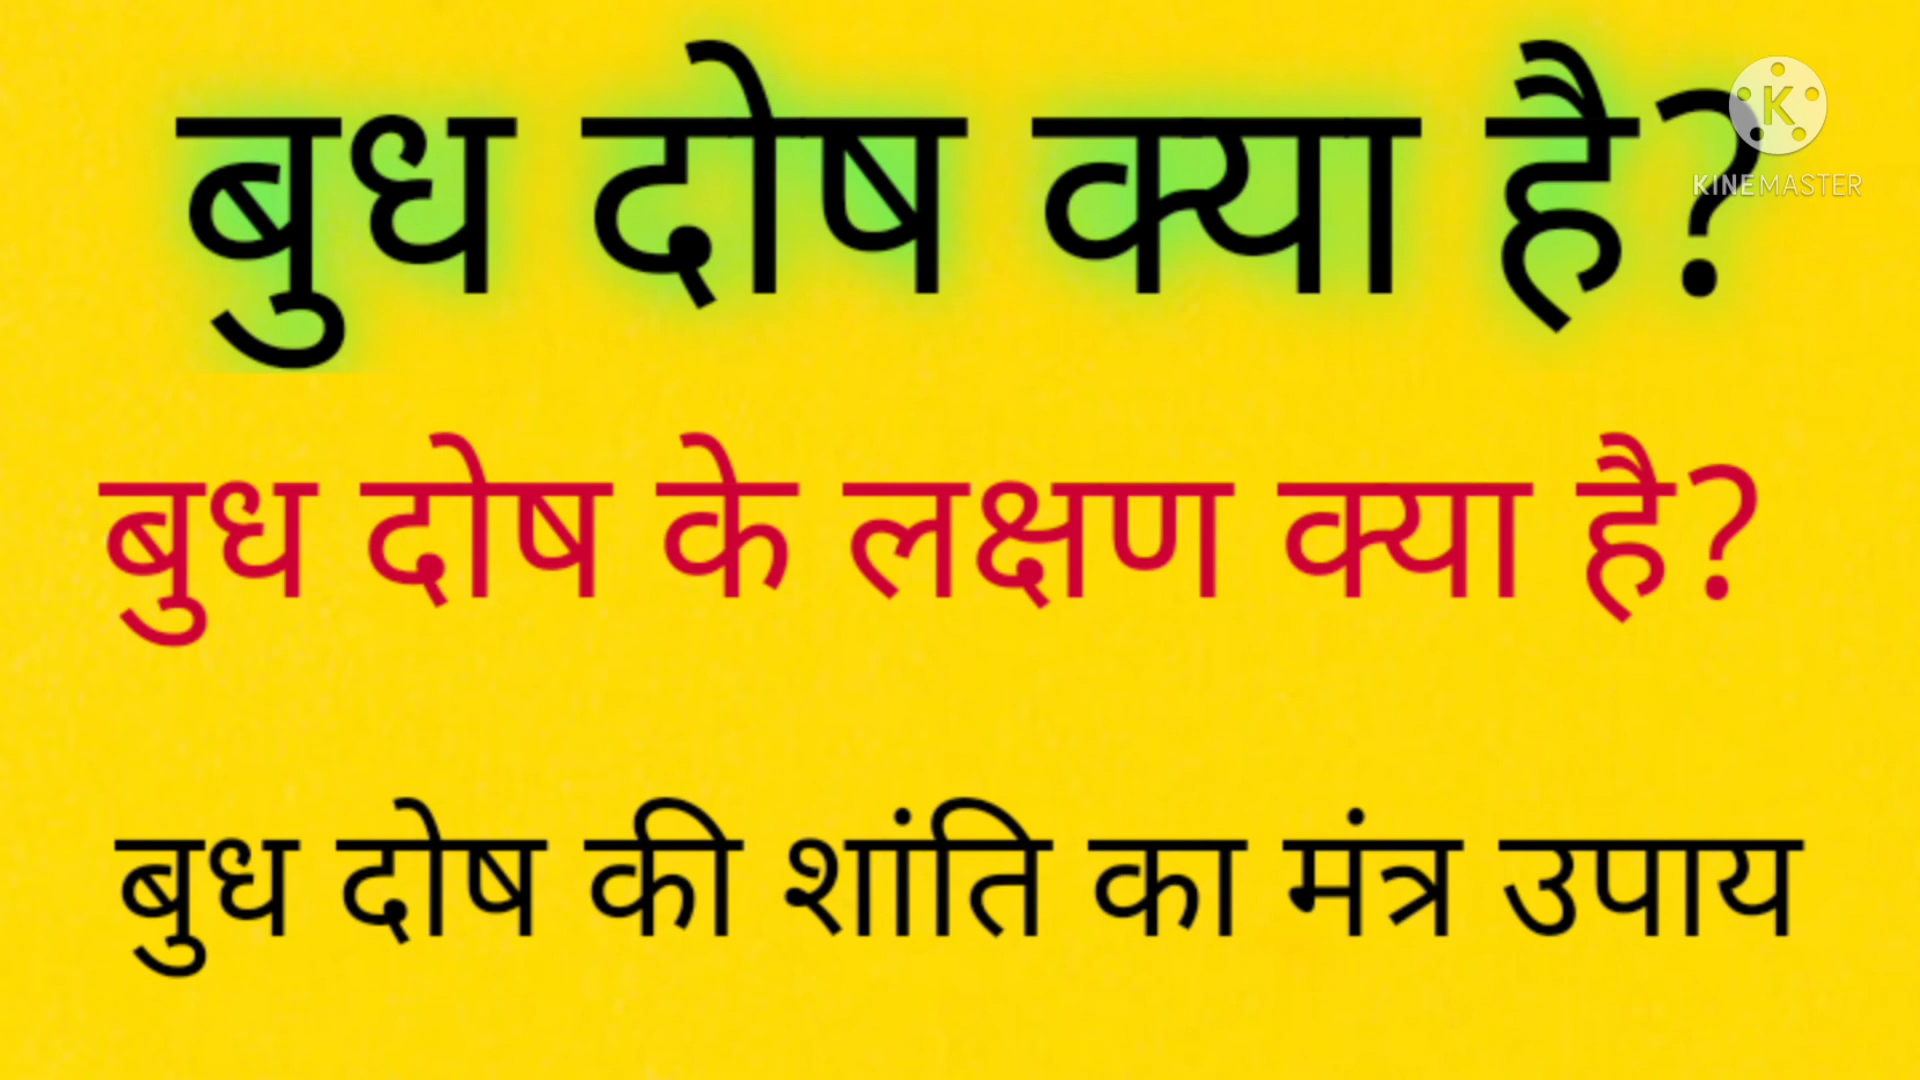 बुध दोष क्या है?
KINEMASTER
बुध दोष के लक्षण क्या है?
बुध दोष की शांति का मंत्र उपाय